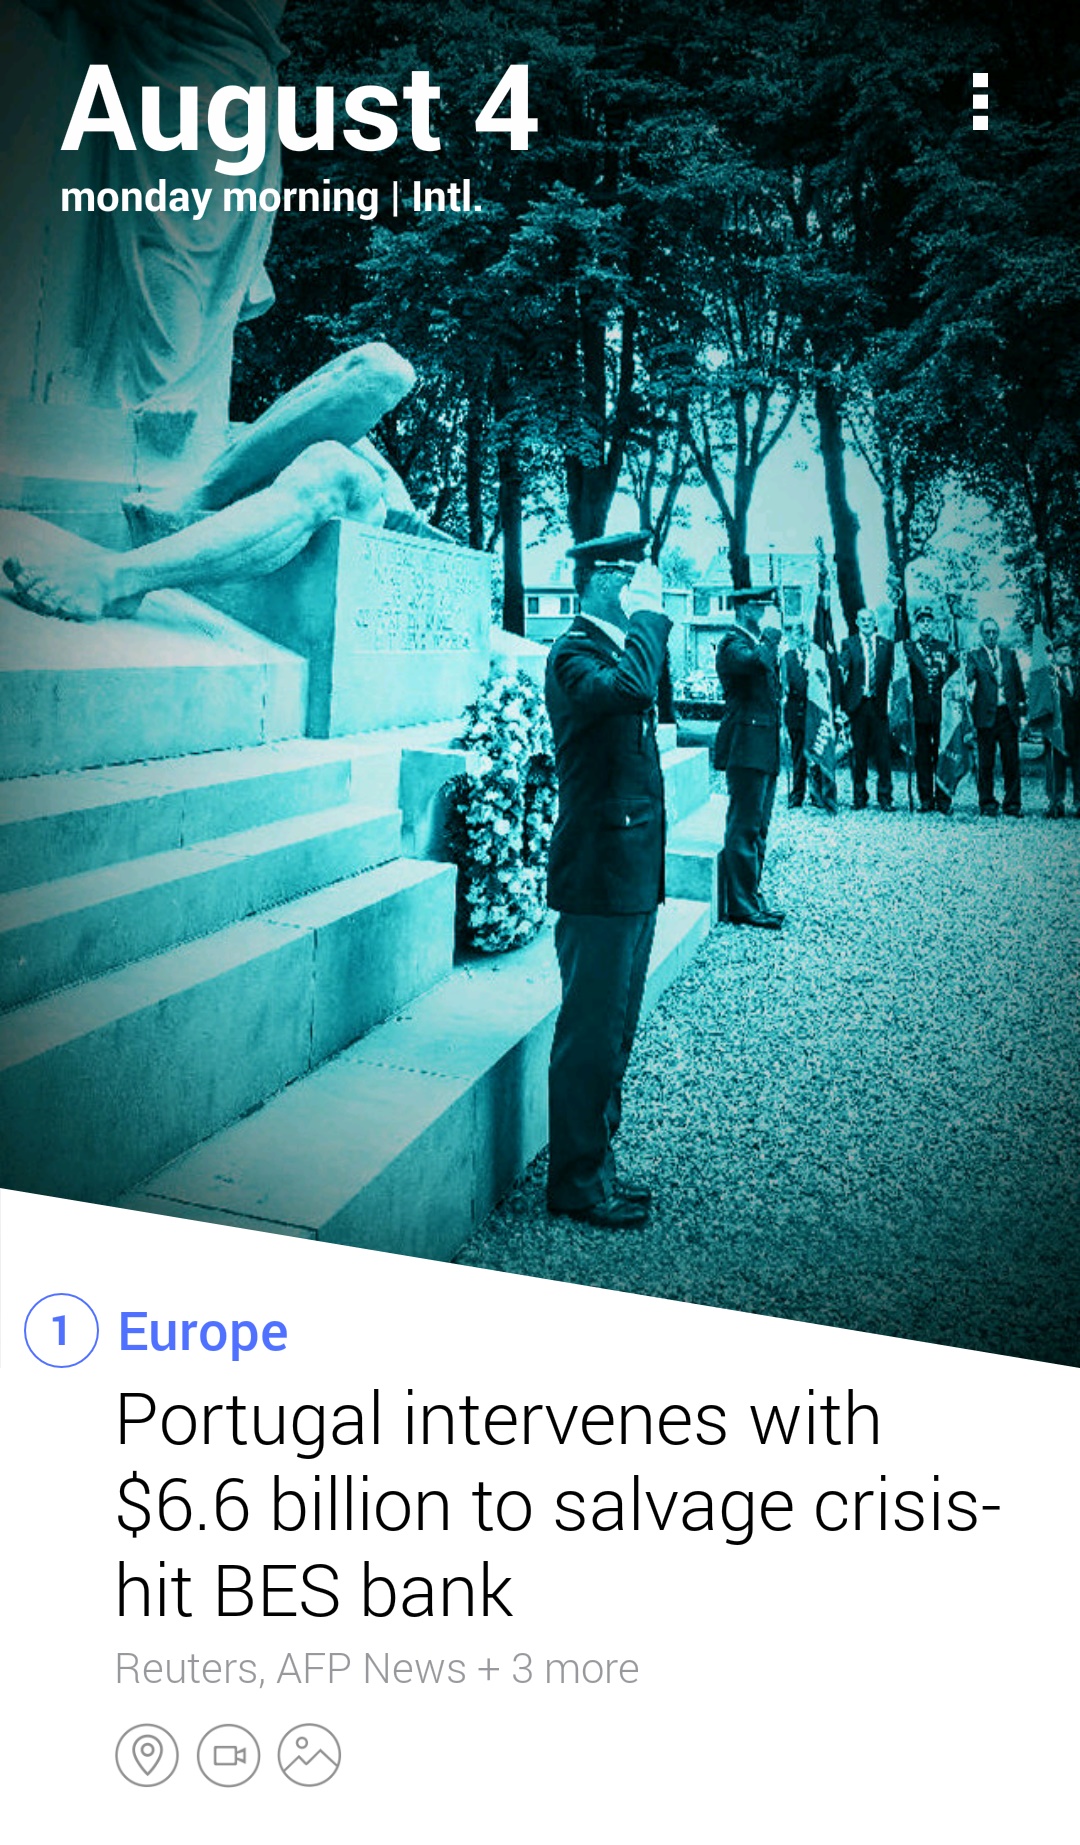 August 4
monday morning | Intl.
1 Europe
Portugal intervenes with
$6.6 billion to salvage crisis-
hit BES bank
Reuters, AFP News + 3 more